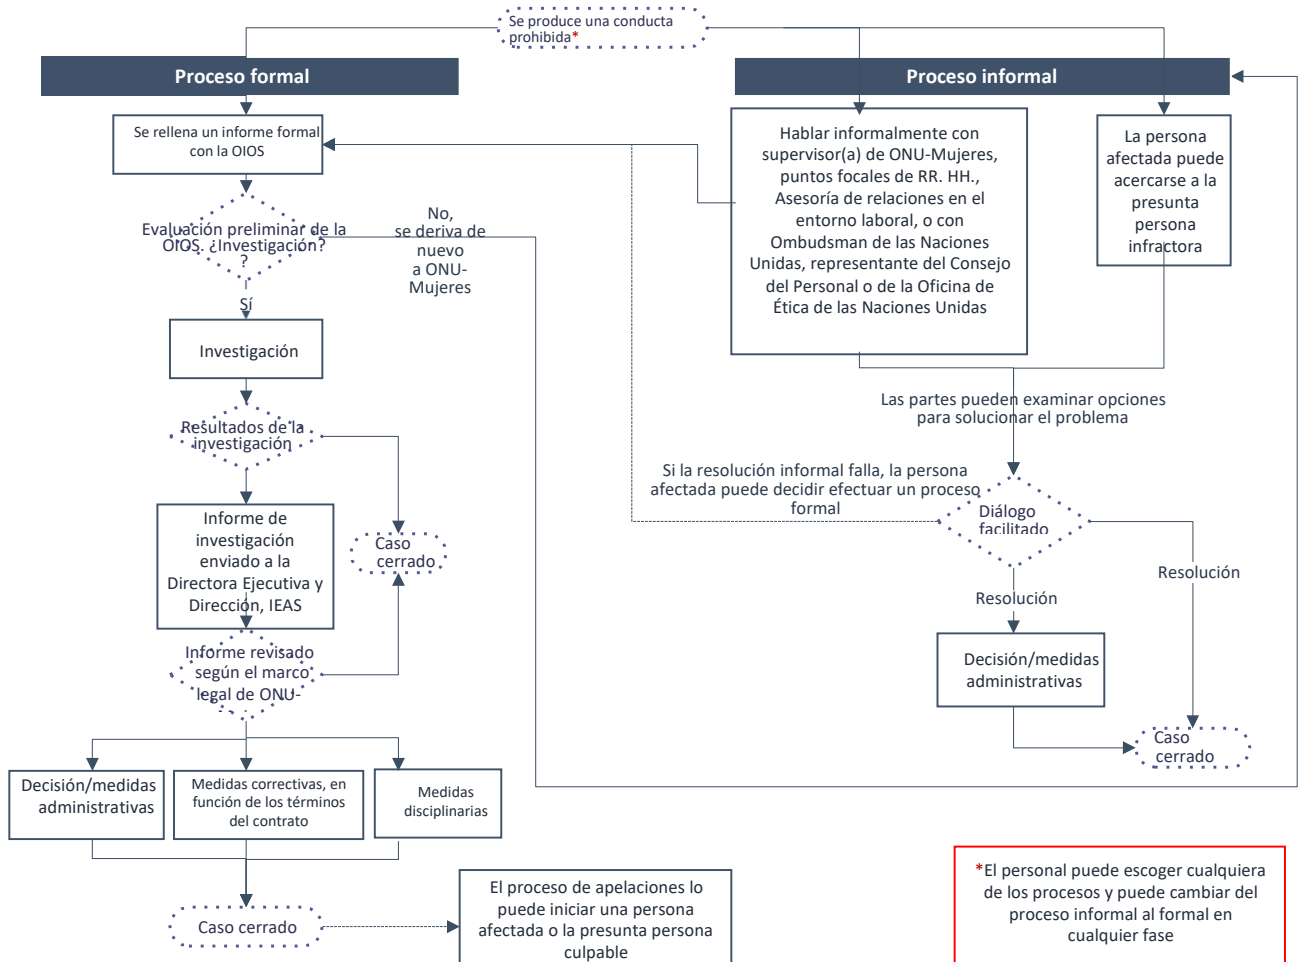 Se produce una conducta
prohibida*
Proceso formal
Proceso informal
Se rellena un informe formal
con la OIOS
Hablar informalmente con
supervisor(a) de ONU-Mujeres,
puntos focales de RR. HH.,
Asesoría de relaciones en el
entorno laboral, o con
Ombudsman de las Naciones
Unidas, representante del Consejo
del Personal o de la Oficina de
Ética de las Naciones Unidas
La persona
afectada puede
acercarse a la
presunta
persona
infractora
Evaluación preliminar de la
OIOS. ¿Investigación?
?
No,
se deriva de
nuevo
a ONU-
Mujeres
Sí
Investigación
Las partes pueden examinar opciones
para solucionar el problema
Resultados de la
investigación
Si la resolución informal falla, la persona
afectada puede decidir efectuar un proceso
formal
Diálogo
facilitado
Informe de
investigación
enviado a la
Directora Ejecutiva y
Dirección, IEAS
Caso
cerrado
Resolución
Resolución
Informe revisado
según el marco
legal de ONU-
Decisión/medidas
administrativas
Caso
cerrado
Decisión/medidas
administrativas
Medidas correctivas, en
función de los términos
del contrato
Medidas
disciplinarias
Caso cerrado
El proceso de apelaciones lo
puede iniciar una persona
afectada o la presunta persona
culpable
*El personal puede escoger cualquiera
de los procesos y puede cambiar del
proceso informal al formal en
cualquier fase